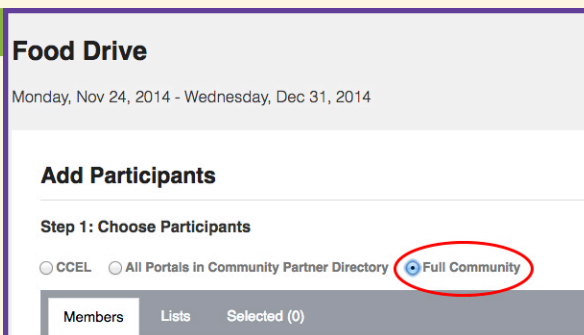 Food Drive
Monday, Nov 24, 2014 - Wednesday, Dec 31, 2014
Add Participants
Step 1: Choose Participants
CCEL All Portals in Community Partner Directory Full Community
Members Lists Selected (0)